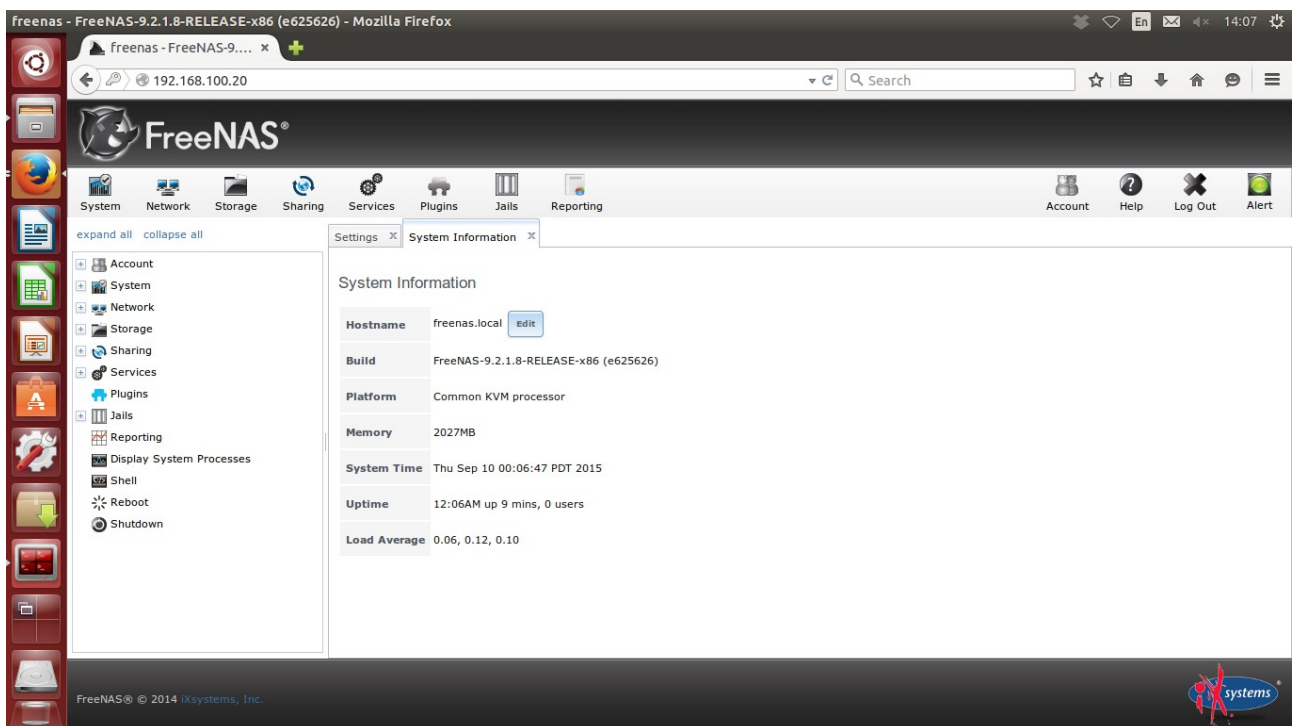 freenas - FreeNAS-9.2.1.8-RELEASE-x86 (e625626) - Mozilla Firefox En 14:07
freenas - FreeNAS-9.... ×
192.168.100.20 Search
FreeNAS®
System Network Storage Sharing Services Plugins Jails Reporting Account Help Log Out Alert
expand all collapse all
Settings X System Information X
Account
System
Network
Storage
Sharing
Services
Plugins
Jails
Reporting
Display System Processes
Shell
Reboot
Shutdown
System Information
Hostname freenas.local Edit
Build FreeNAS-9.2.1.8-RELEASE-x86 (e625626)
Platform Common KVM processor
Memory 2027MB
System Time Thu Sep 10 00:06:47 PDT 2015
Uptime 12:06AM up 9 mins, 0 users
Load Average 0.06, 0.12, 0.10
FreeNAS® © 2014 iXsystems, Inc.
iXsystems